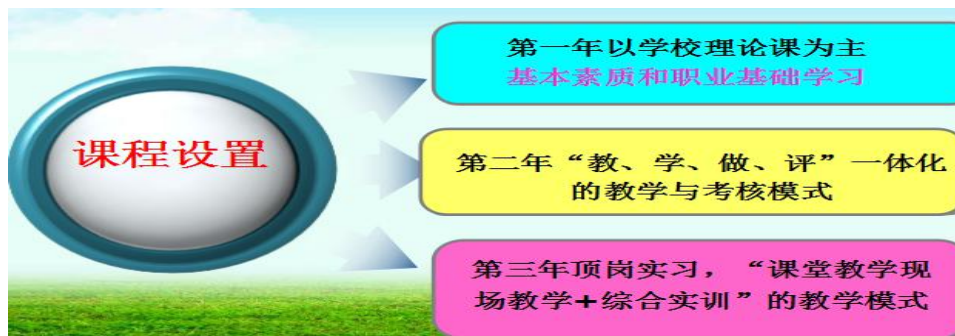 课程设置
第一年以学校理论课为主
基本素质和职业基础学习
第二年“教、学、做、评”一体化
的教学与考核模式
第三年顶岗实习，“课堂教学现
场教学+综合实训”的教学模式